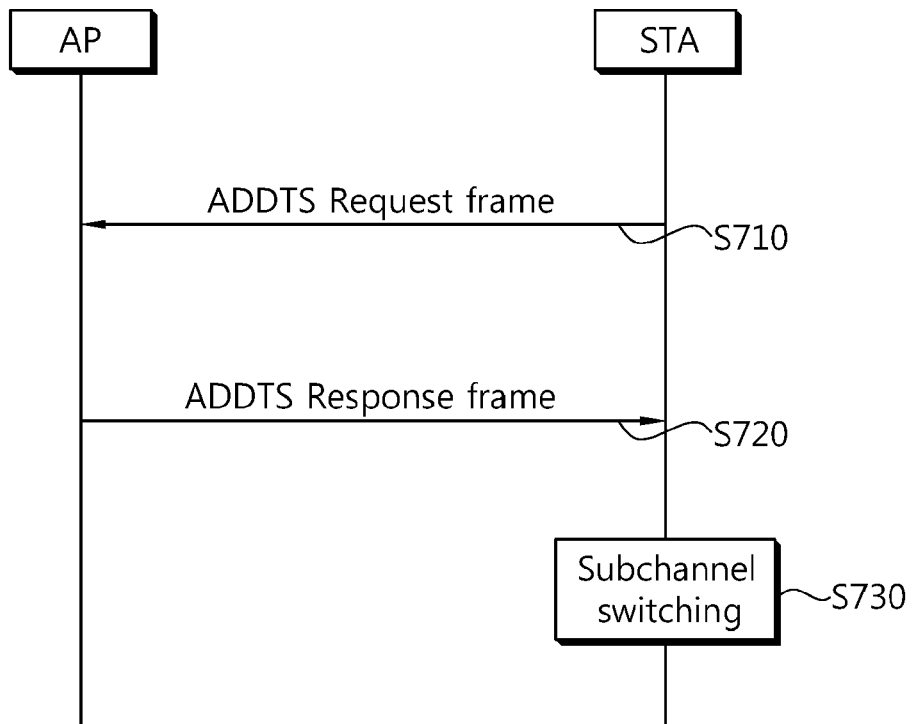 AP
STA
ADDTS Request frame
S710
ADDTS Response frame
S720
Subchannel
switching
S730